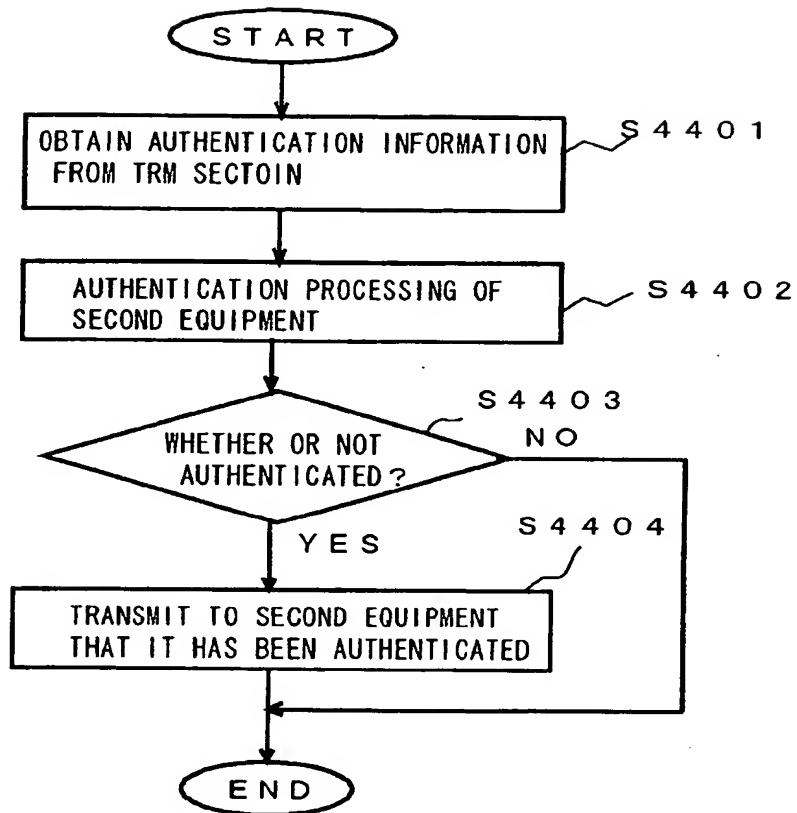 START
OBTAIN AUTHENTICATION INFORMATION
FROM TRM SECTOIN
S4401
AUTHENTICATION PROCESSING OF
SECOND EQUIPMENT
S4402
S4403
WHETHER OR NOT
AUTHENTICATED?
NO
YES
S4404
TRANSMIT TO SECOND EQUIPMENT
THAT IT HAS BEEN AUTHENTICATED
END